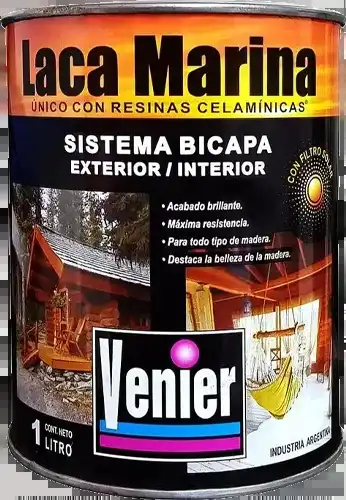 Laca Marina
ÚNICO CON RESINAS CELAMÍNICAS®
SISTEMA BICAPA
EXTERIOR / INTERIOR
CON FILTRO SOLAR
• Acabado brillante.
• Máxima resistencia.
• Para todo tipo de madera.
• Destaca la belleza de la madera.
Venier
CONT. NETO
1 LITRO
INDUSTRIA ARGENTINA